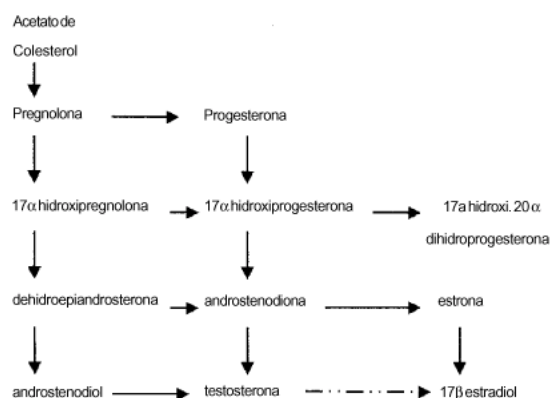 Acetato de
Colesterol
Pregnolona
Progesterona
17α hidroxipregnolona
17α hidroxiprogesterona
17a hidroxi. 20 α
dihidroprogesterona
dehidroepiandrosterona
androstenodiona
estrona
androstenodiol
testosterona
17β estradiol